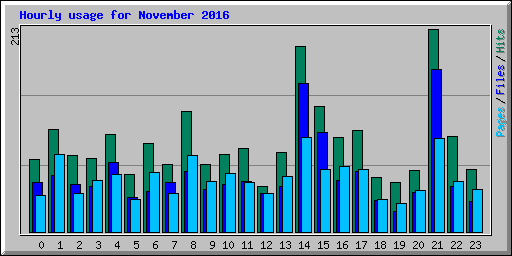 Hourly usage for November 2016
213
Pages / Files / Hits
0 1 2 3 4 5 6 7 8 9 10 11 12 13 14 15 16 17 18 19 20 21 22 23